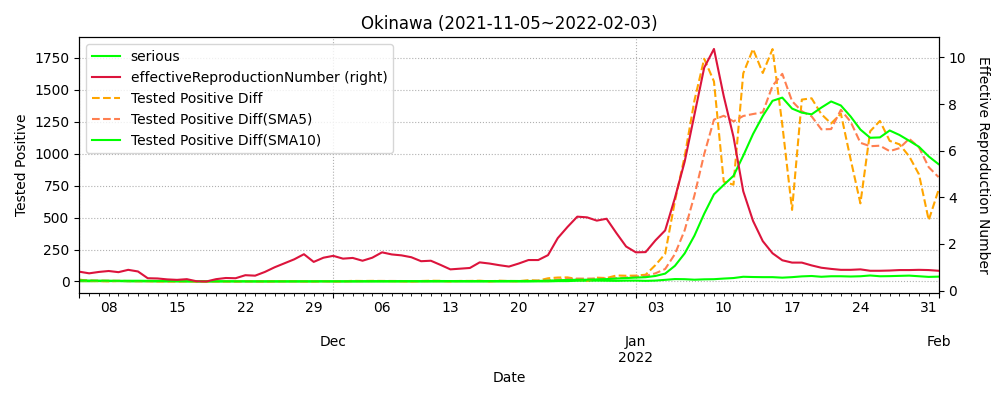 Okinawa (2021-11-05~2022-02-03)
serious
effectiveReproductionNumber (right)
Tested Positive Diff
Tested Positive Diff(SMA5)
Tested Positive Diff(SMA10)
Tested Positive
1750
1500
1250
1000
750
500
250
0
10
8
6
4
2
0
Effective Reproduction Number
08 15 22 29 06 13 20 27 03 10 17 24 31
Dec Jan Feb
2022
Date